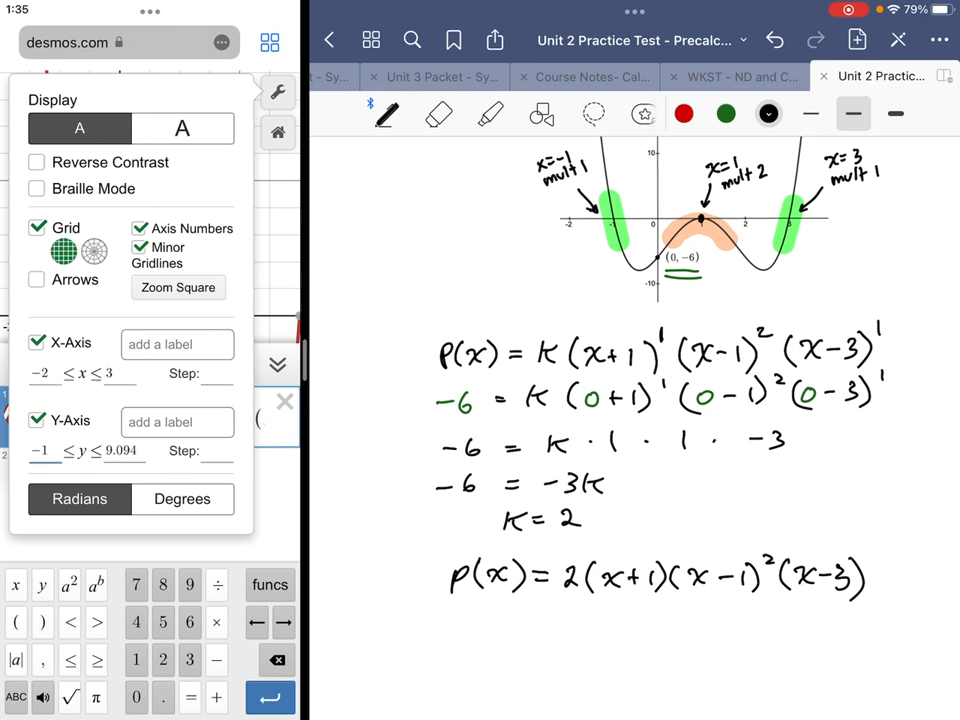 1:35
79%
desmos.com
Unit 2 Practice Test - Precalc...
t - Sy...
× Unit 3 Packet - Sy...
× Course Notes- Cal...
× WKST - ND and C...
× Unit 2 Practic...
Display
A A
Reverse Contrast
Braille Mode
Grid
Axis Numbers
Minor Gridlines
Arrows
Zoom Square
X-Axis add a label
-2 ≤ x ≤ 3 Step:
Y-Axis add a label
-1 ≤ y ≤ 9.094 Step:
Radians Degrees
1
2
(
x y a² aᵇ 7 8 9 ÷ funcs
( ) < > 4 5 6 × ← →
|a| , ≤ ≥ 1 2 3 −
ABC √ π 0 . = +
10
x=-1
mult 1
x=1
mult 2
x=3
mult 1
-2 -1 0 1 2 3
(0, -6)
-10
P(x) = K(x+1)¹(x-1)²(x-3)¹
-6 = K(0+1)¹(0-1)²(0-3)¹
-6 = K · 1 · 1 · -3
-6 = -3K
K = 2
P(x) = 2(x+1)(x-1)²(x-3)